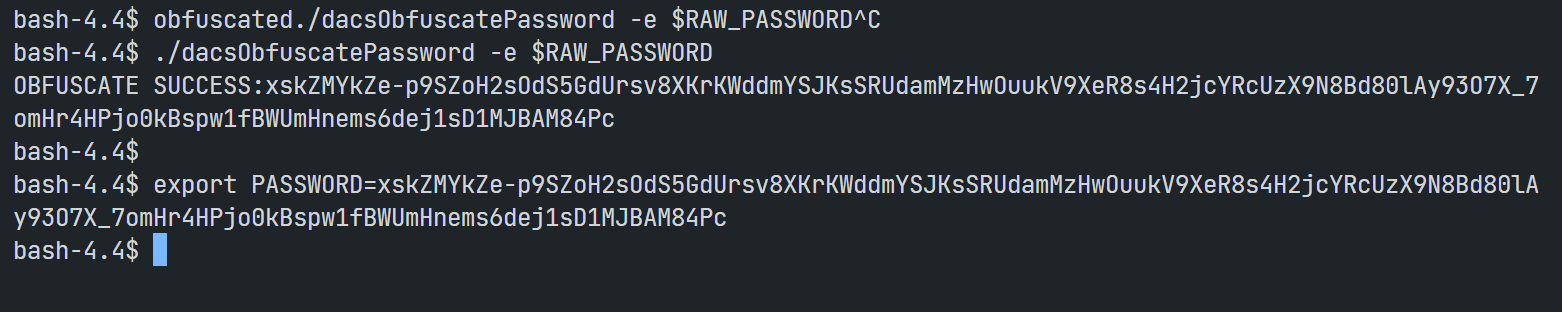 bash-4.4$ obfuscated./dacsObfuscatePassword -e $RAW_PASSWORD^C
bash-4.4$ ./dacsObfuscatePassword -e $RAW_PASSWORD
OBFUSCATE SUCCESS:xskZMYkZe-p9SZoH2sOdS5GdUrsv8XKrKWddmYSJKsSRUdamMzHwOuukV9XeR8s4H2jcYRcUzX9N8Bd80lAy93O7X_7
omHr4HPjo0kBspw1fBWUmHnems6dej1sD1MJBAM84Pc
bash-4.4$
bash-4.4$ export PASSWORD=xskZMYkZe-p9SZoH2sOdS5GdUrsv8XKrKWddmYSJKsSRUdamMzHwOuukV9XeR8s4H2jcYRcUzX9N8Bd80lA
y93O7X_7omHr4HPjo0kBspw1fBWUmHnems6dej1sD1MJBAM84Pc
bash-4.4$